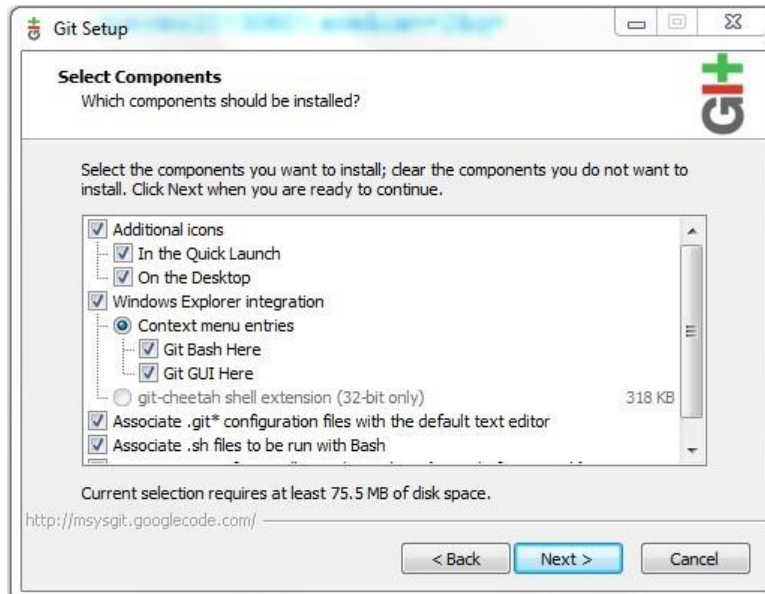 Git Setup
Git
Select Components
Which components should be installed?
Select the components you want to install; clear the components you do not want to
install. Click Next when you are ready to continue.
Additional icons
In the Quick Launch
On the Desktop
Windows Explorer integration
Context menu entries
Git Bash Here
Git GUI Here
git-cheetah shell extension (32-bit only) 318 KB
Associate .git* configuration files with the default text editor
Associate .sh files to be run with Bash
Current selection requires at least 75.5 MB of disk space.
http://msysgit.googlecode.com/
< Back Next > Cancel